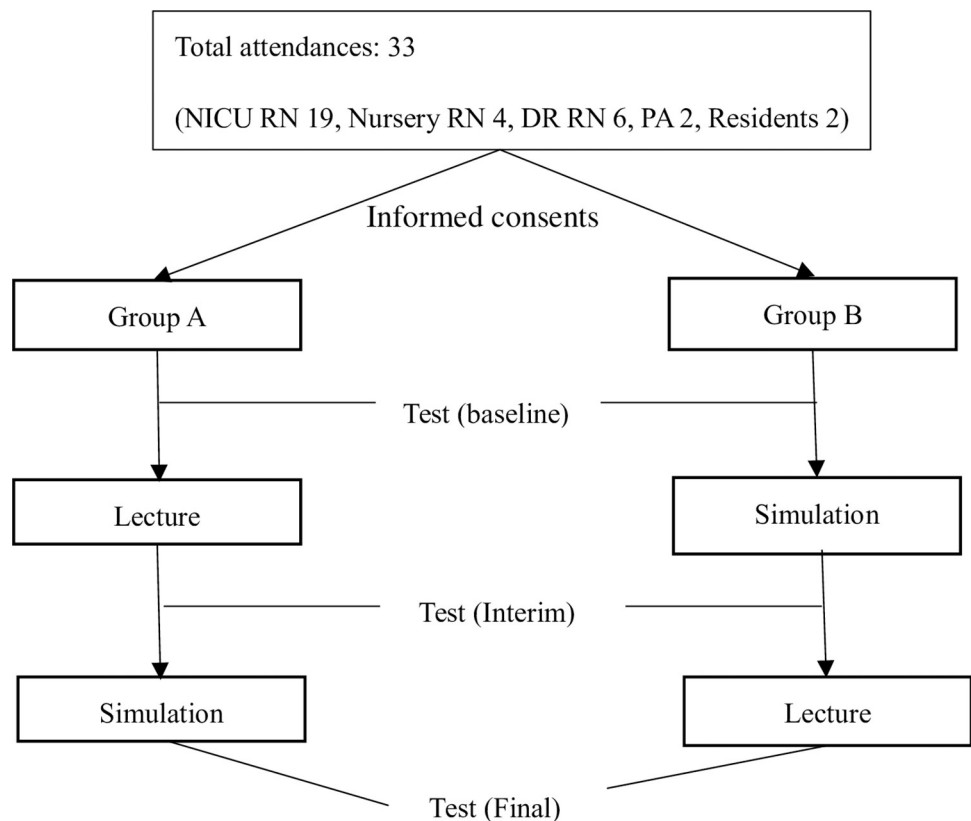 Total attendances: 33
(NICU RN 19, Nursery RN 4, DR RN 6, PA 2, Residents 2)
Informed consents
Group A
Group B
Test (baseline)
Lecture
Simulation
Test (Interim)
Simulation
Lecture
Test (Final)